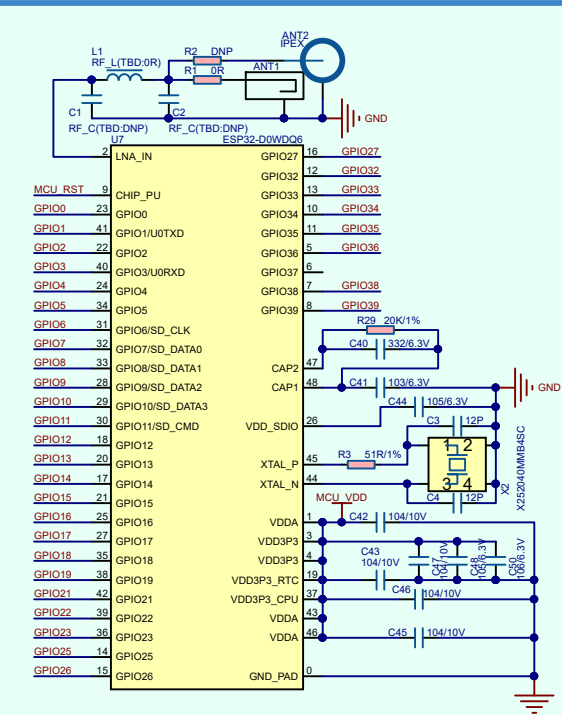 ANT2
IPEX
L1
RF_L(TBD:0R)
R2 DNP
R1 0R
ANT1
C1
C2
RF_C(TBD:DNP) RF_C(TBD:DNP)
GND
U7 ESP32-D0WDQ6
2 LNA_IN GPIO27 16 GPIO27
GPIO32 12 GPIO32
MCU_RST 9 CHIP_PU GPIO33 13 GPIO33
GPIO0 23 GPIO0 GPIO34 10 GPIO34
GPIO1 41 GPIO1/U0TXD GPIO35 11 GPIO35
GPIO2 22 GPIO2 GPIO36 5 GPIO36
GPIO3 40 GPIO3/U0RXD GPIO37 6
GPIO4 24 GPIO4 GPIO38 7 GPIO38
GPIO5 34 GPIO5 GPIO39 8 GPIO39
R29 20K/1%
GPIO6 31 GPIO6/SD_CLK
GPIO7 32 GPIO7/SD_DATA0
C40 332/6.3V
GPIO8 33 GPIO8/SD_DATA1 CAP2 47
GPIO9 28 GPIO9/SD_DATA2 CAP1 48 C41 103/6.3V GND
GPIO10 29 GPIO10/SD_DATA3
C44 105/6.3V
GPIO11 30 GPIO11/SD_CMD VDD_SDIO 26
C3 12P
GPIO12 18 GPIO12
GPIO13 20 GPIO13 XTAL_P 45 R3 51R/1%
1 2
3 4
GPIO14 17 GPIO14 XTAL_N 44
C4 12P
X2
X252040MMB4SC
GPIO15 21 GPIO15
MCU_VDD
GPIO16 25 GPIO16 VDDA 1 C42 104/10V
GPIO17 27 GPIO17 VDD3P3 3
GPIO18 35 GPIO18 VDD3P3 4
C43
104/10V
C47
104/10V
C48
105/6.3V
C50
106/6.3V
GPIO19 38 GPIO19 VDD3P3_RTC 19
GPIO21 42 GPIO21 VDD3P3_CPU 37 C46 104/10V
GPIO22 39 GPIO22 VDDA 43
GPIO23 36 GPIO23 VDDA 46 C45 104/10V
GPIO25 14 GPIO25
GPIO26 15 GPIO26 GND_PAD 0